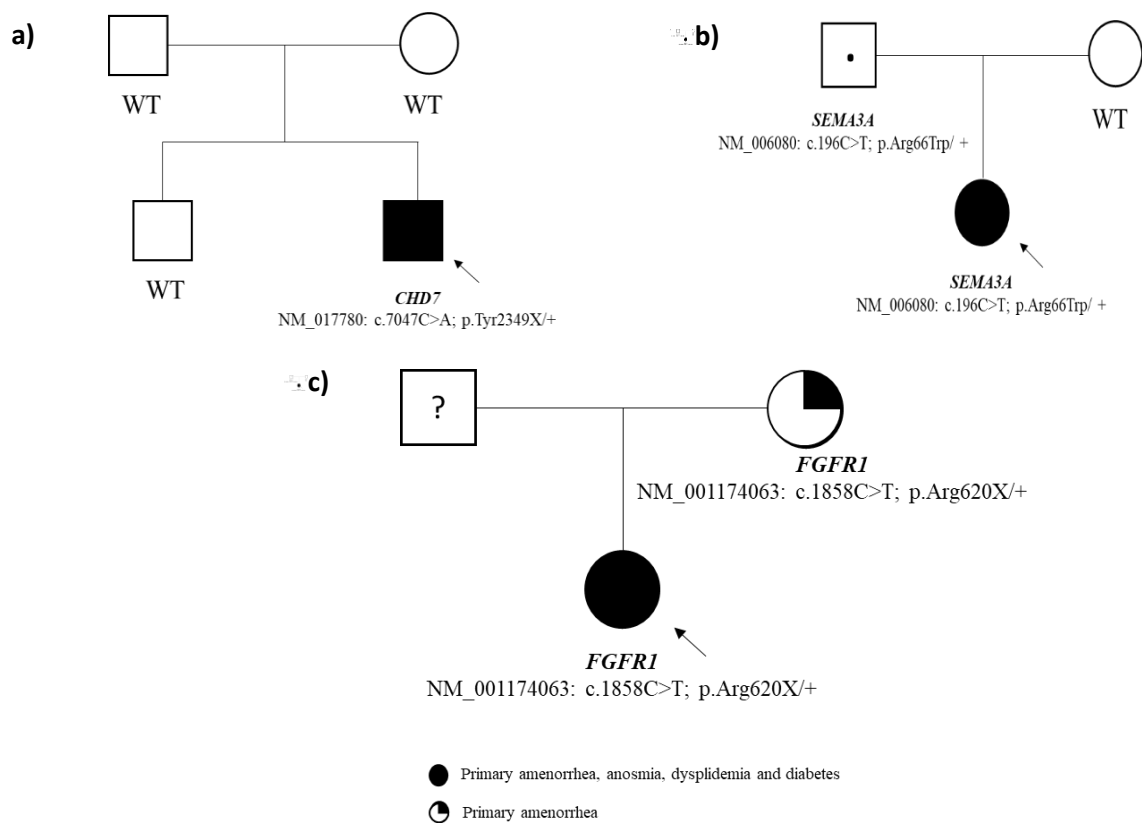 a)
WT
WT
WT
CHD7
NM_017780: c.7047C>A; p.Tyr2349X/+
b)
SEMA3A
NM_006080: c.196C>T; p.Arg66Trp/ +
WT
SEMA3A
NM_006080: c.196C>T; p.Arg66Trp/ +
c)
?
FGFR1
NM_001174063: c.1858C>T; p.Arg620X/+
FGFR1
NM_001174063: c.1858C>T; p.Arg620X/+
Primary amenorrhea, anosmia, dysplidemia and diabetes
Primary amenorrhea